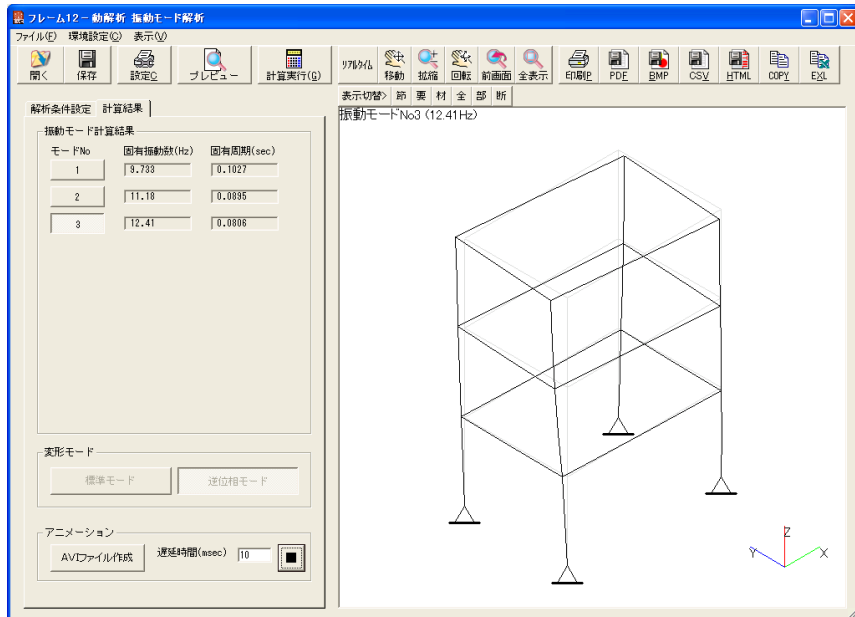 フレーム12－動解析 振動モード解析
ファイル(F) 環境設定(C) 表示(V)
開く 保存 設定C プレビュー 計算実行(G) リアルタイム 移動 拡縮 回転 前画面 全表示 印刷P PDF BMP CSV HTML COPY EXL
表示切替> 節 要 材 全 部 断
解析条件設定 計算結果
振動モードNo3 (12.41Hz)
振動モード計算結果
モードNo 固有振動数(Hz) 固有周期(sec)
1 9.733 0.1027
2 11.18 0.0895
3 12.41 0.0806
変形モード
標準モード 逆位相モード
アニメーション
AVIファイル作成 遅延時間(msec) 10
Z
Y X